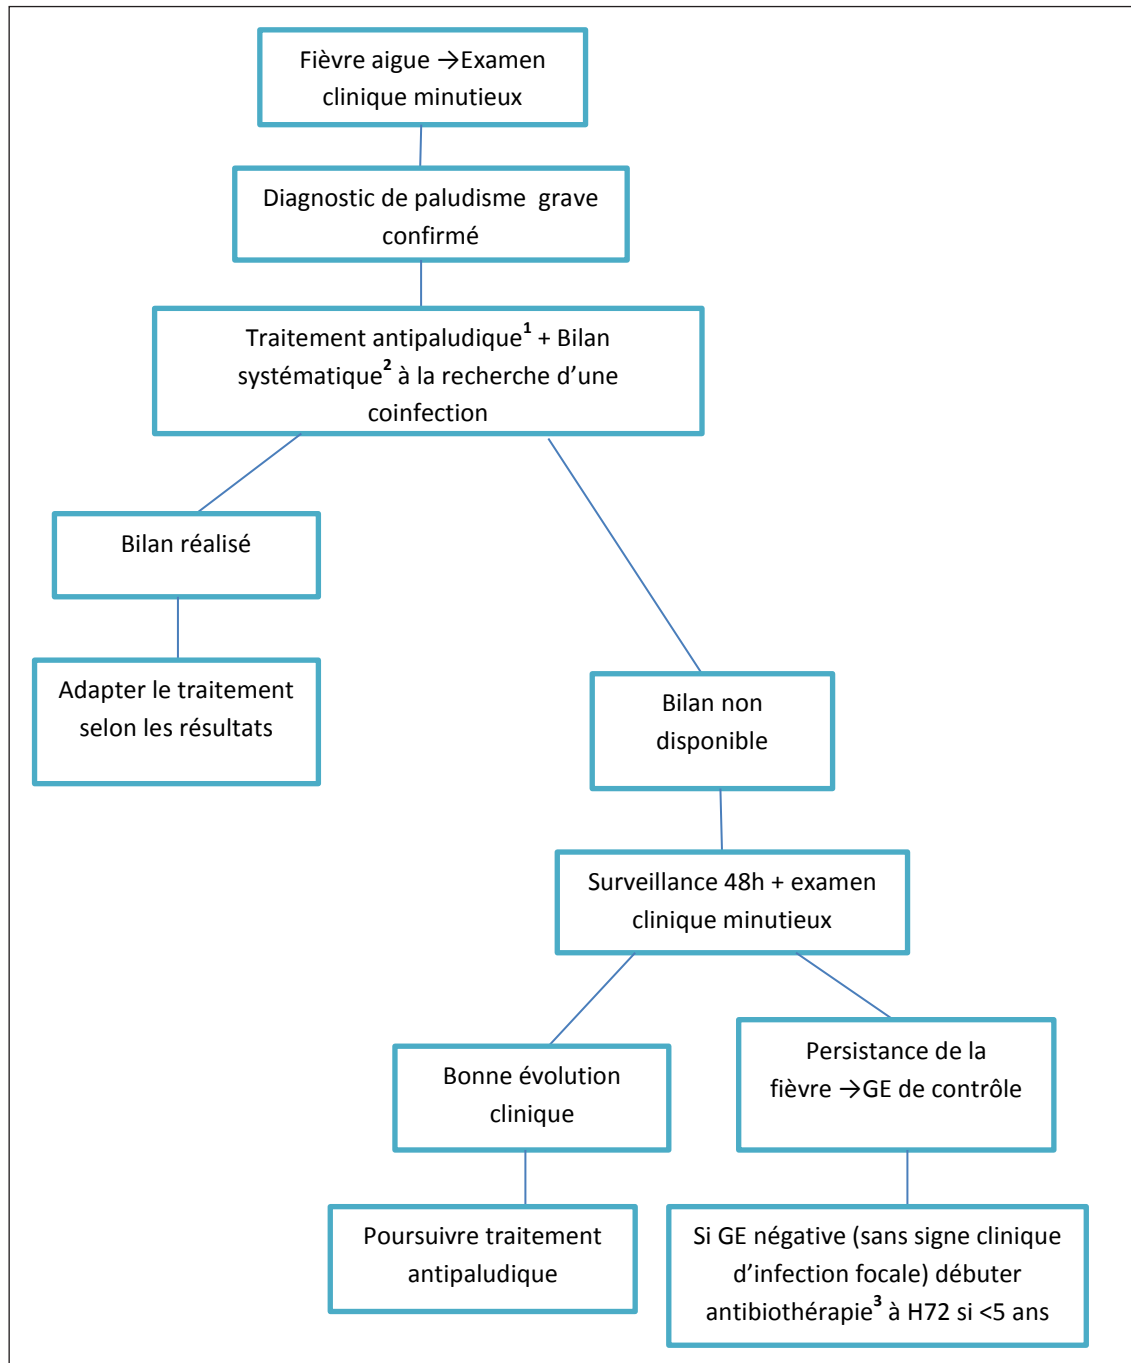 Fièvre aigue →Examen
clinique minutieux
Diagnostic de paludisme grave
confirmé
Traitement antipaludique¹ + Bilan
systématique² à la recherche d’une
coinfection
Bilan réalisé
Adapter le traitement
selon les résultats
Bilan non
disponible
Surveillance 48h + examen
clinique minutieux
Bonne évolution
clinique
Poursuivre traitement
antipaludique
Persistance de la
fièvre →GE de contrôle
Si GE négative (sans signe clinique
d’infection focale) débuter
antibiothérapie³ à H72 si <5 ans